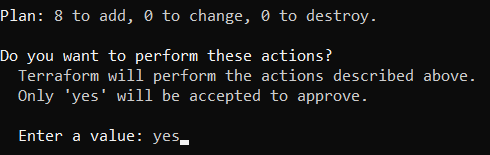 Plan: 8 to add, 0 to change, 0 to destroy.
Do you want to perform these actions?
Terraform will perform the actions described above.
Only 'yes' will be accepted to approve.
Enter a value: yes